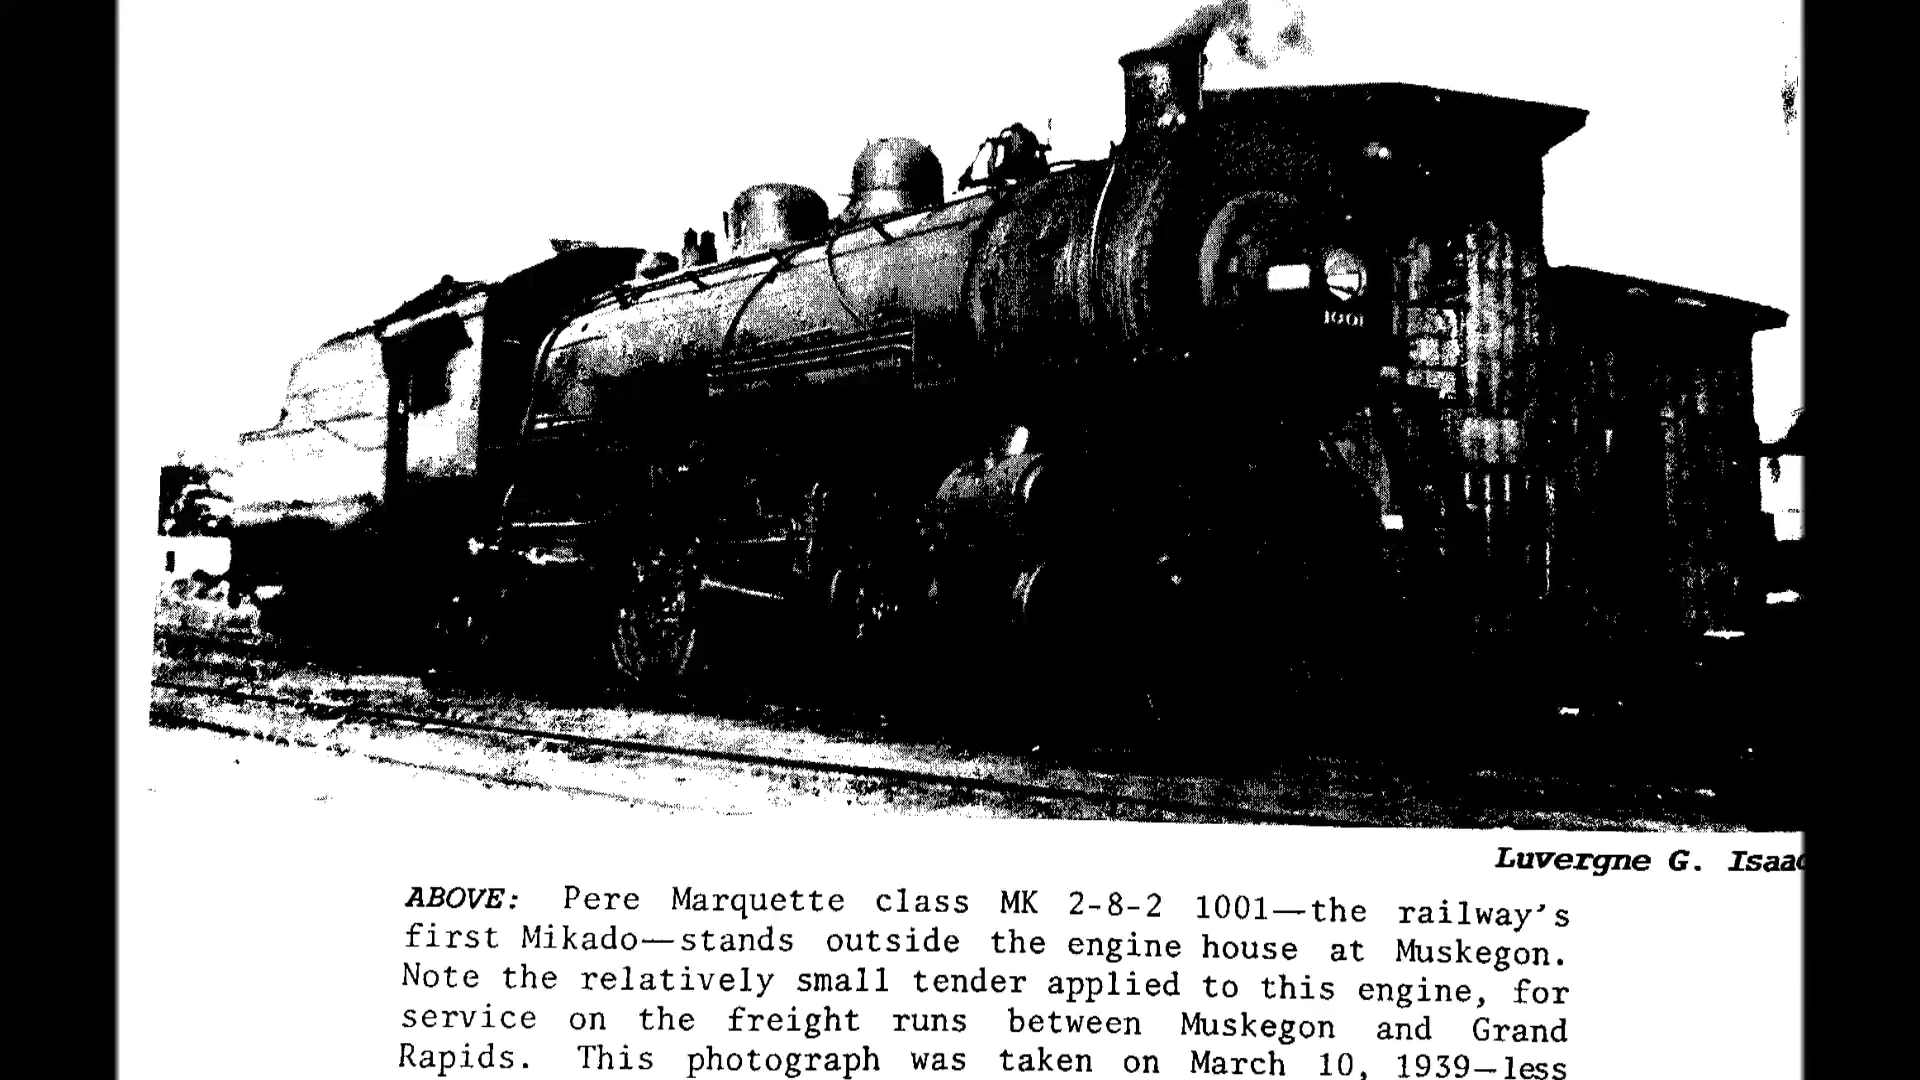 1001
Luvergne G. Isaac
ABOVE: Pere Marquette class MK 2-8-2 1001—the railway's
first Mikado—stands outside the engine house at Muskegon.
Note the relatively small tender applied to this engine, for
service on the freight runs between Muskegon and Grand
Rapids. This photograph was taken on March 10, 1939—less